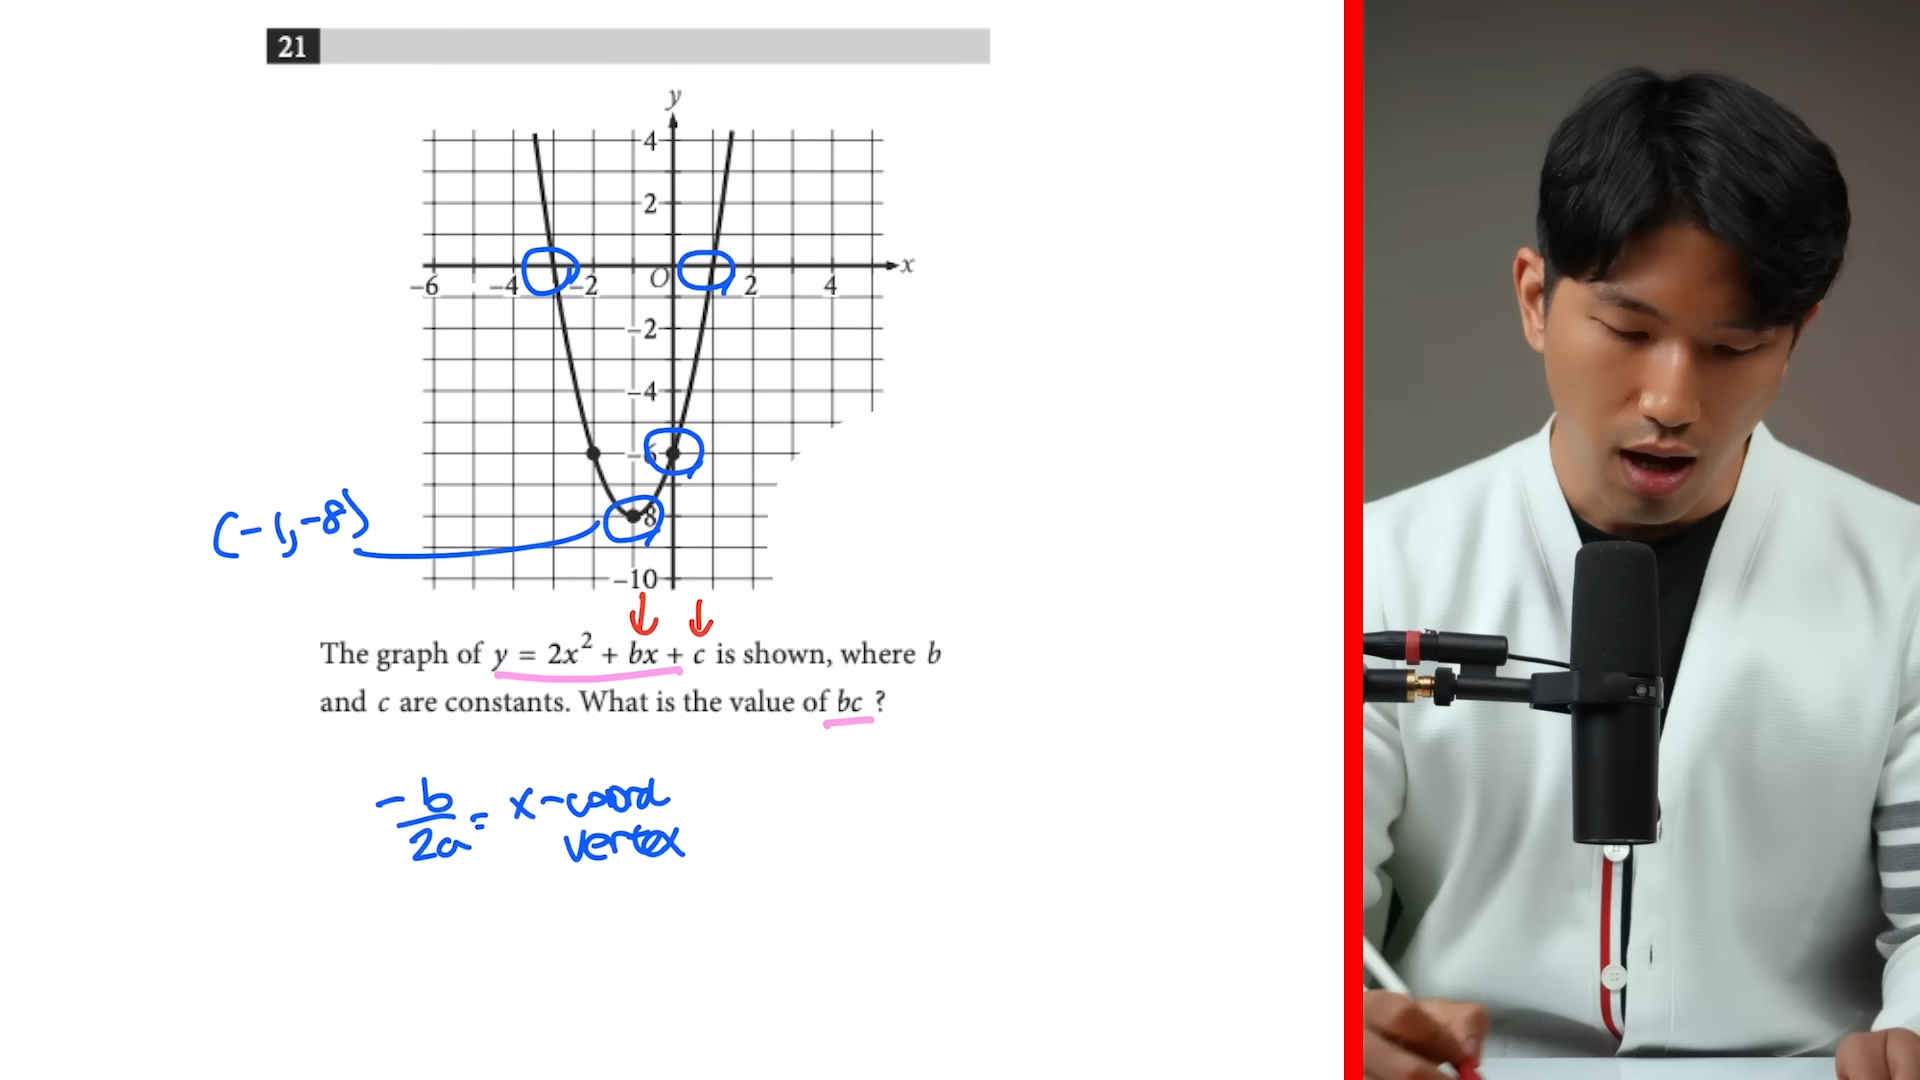 21
y
4
2
O
x
-6
-4
-2
2
4
-2
-4
-6
-8
(-1,-8)
-10
The graph of y = 2x² + bx + c is shown, where b
and c are constants. What is the value of bc ?
-b/2a = x-coord
vertex